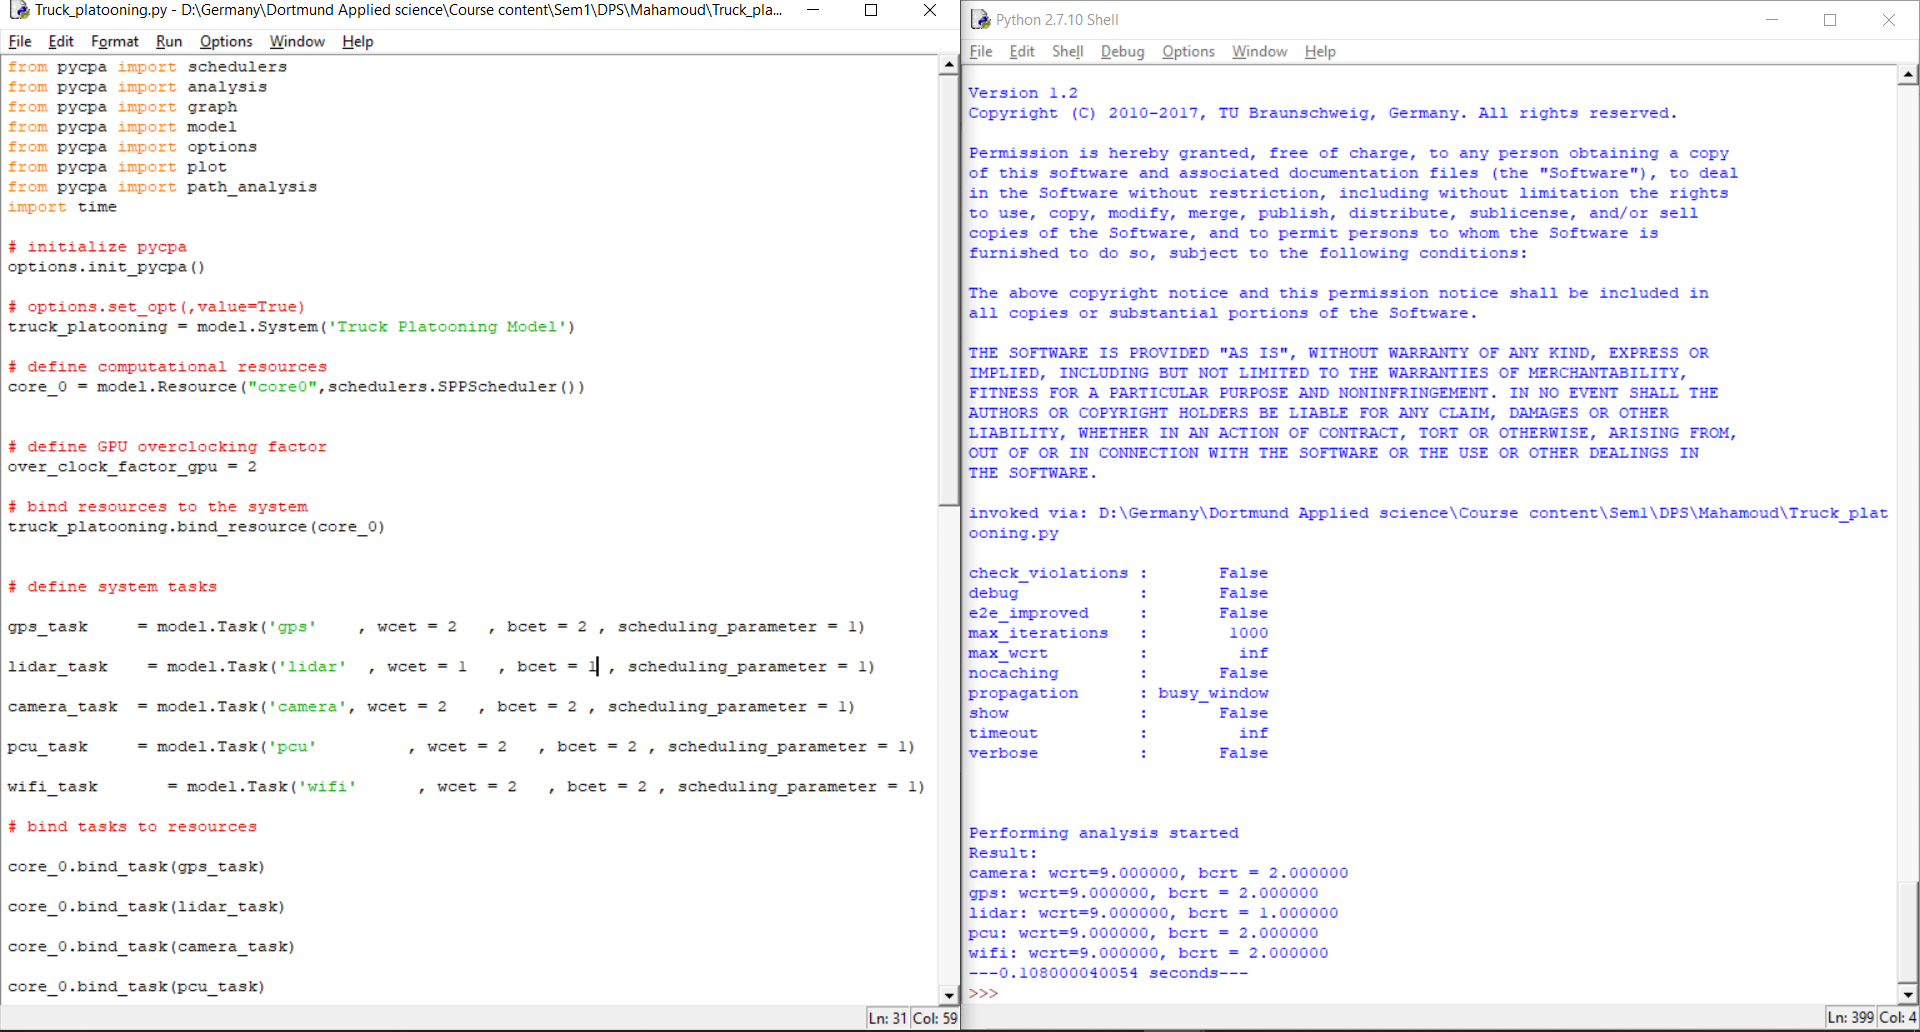 Truck_platooning.py - D:\Germany\Dortmund Applied science\Course content\Sem1\DPS\Mahamoud\Truck_pla...
File Edit Format Run Options Window Help
from pycpa import schedulers
from pycpa import analysis
from pycpa import graph
from pycpa import model
from pycpa import options
from pycpa import plot
from pycpa import path_analysis
import time
# initialize pycpa
options.init_pycpa()
# options.set_opt(,value=True)
truck_platooning = model.System('Truck Platooning Model')
# define computational resources
core_0 = model.Resource("core0",schedulers.SPPScheduler())
# define GPU overclocking factor
over_clock_factor_gpu = 2
# bind resources to the system
truck_platooning.bind_resource(core_0)
# define system tasks
gps_task = model.Task('gps' , wcet = 2 , bcet = 2 , scheduling_parameter = 1)
lidar_task = model.Task('lidar' , wcet = 1 , bcet = 1 , scheduling_parameter = 1)
camera_task = model.Task('camera', wcet = 2 , bcet = 2 , scheduling_parameter = 1)
pcu_task = model.Task('pcu' , wcet = 2 , bcet = 2 , scheduling_parameter = 1)
wifi_task = model.Task('wifi' , wcet = 2 , bcet = 2 , scheduling_parameter = 1)
# bind tasks to resources
core_0.bind_task(gps_task)
core_0.bind_task(lidar_task)
core_0.bind_task(camera_task)
core_0.bind_task(pcu_task)
Ln: 31 Col: 59
Python 2.7.10 Shell
File Edit Shell Debug Options Window Help
Version 1.2
Copyright (C) 2010-2017, TU Braunschweig, Germany. All rights reserved.
Permission is hereby granted, free of charge, to any person obtaining a copy
of this software and associated documentation files (the "Software"), to deal
in the Software without restriction, including without limitation the rights
to use, copy, modify, merge, publish, distribute, sublicense, and/or sell
copies of the Software, and to permit persons to whom the Software is
furnished to do so, subject to the following conditions:
The above copyright notice and this permission notice shall be included in
all copies or substantial portions of the Software.
THE SOFTWARE IS PROVIDED "AS IS", WITHOUT WARRANTY OF ANY KIND, EXPRESS OR
IMPLIED, INCLUDING BUT NOT LIMITED TO THE WARRANTIES OF MERCHANTABILITY,
FITNESS FOR A PARTICULAR PURPOSE AND NONINFRINGEMENT. IN NO EVENT SHALL THE
AUTHORS OR COPYRIGHT HOLDERS BE LIABLE FOR ANY CLAIM, DAMAGES OR OTHER
LIABILITY, WHETHER IN AN ACTION OF CONTRACT, TORT OR OTHERWISE, ARISING FROM,
OUT OF OR IN CONNECTION WITH THE SOFTWARE OR THE USE OR OTHER DEALINGS IN
THE SOFTWARE.
invoked via: D:\Germany\Dortmund Applied science\Course content\Sem1\DPS\Mahamoud\Truck_plat
ooning.py
check_violations : False
debug : False
e2e_improved : False
max_iterations : 1000
max_wcrt : inf
nocaching : False
propagation : busy_window
show : False
timeout : inf
verbose : False
Performing analysis started
Result:
camera: wcrt=9.000000, bcrt = 2.000000
gps: wcrt=9.000000, bcrt = 2.000000
lidar: wcrt=9.000000, bcrt = 1.000000
pcu: wcrt=9.000000, bcrt = 2.000000
wifi: wcrt=9.000000, bcrt = 2.000000
---0.108000040054 seconds---
>>>
Ln: 399 Col: 4